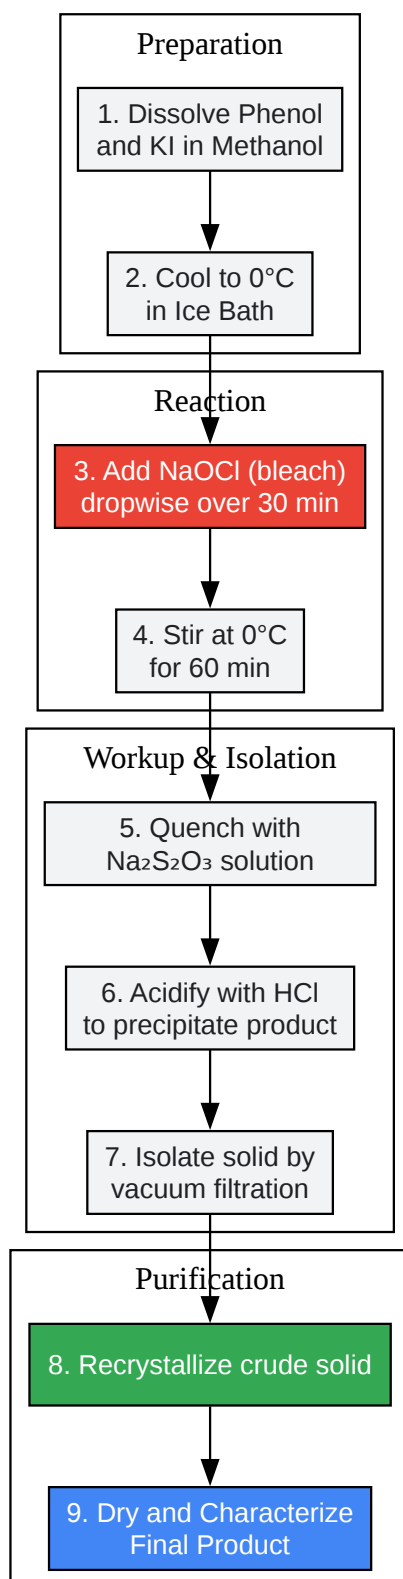 Preparation
1. Dissolve Phenol
and KI in Methanol
2. Cool to 0°C
in Ice Bath
Reaction
3. Add NaOCl (bleach)
dropwise over 30 min
4. Stir at 0°C
for 60 min
Workup & Isolation
5. Quench with
Na₂S₂O₃ solution
6. Acidify with HCl
to precipitate product
7. Isolate solid by
vacuum filtration
Purification
8. Recrystallize crude solid
9. Dry and Characterize
Final Product